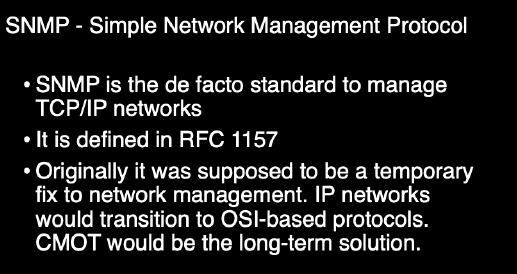 SNMP - Simple Network Management Protocol
• SNMP is the de facto standard to manage
TCP/IP networks
• It is defined in RFC 1157
• Originally it was supposed to be a temporary
fix to network management. IP networks
would transition to OSI-based protocols.
CMOT would be the long-term solution.